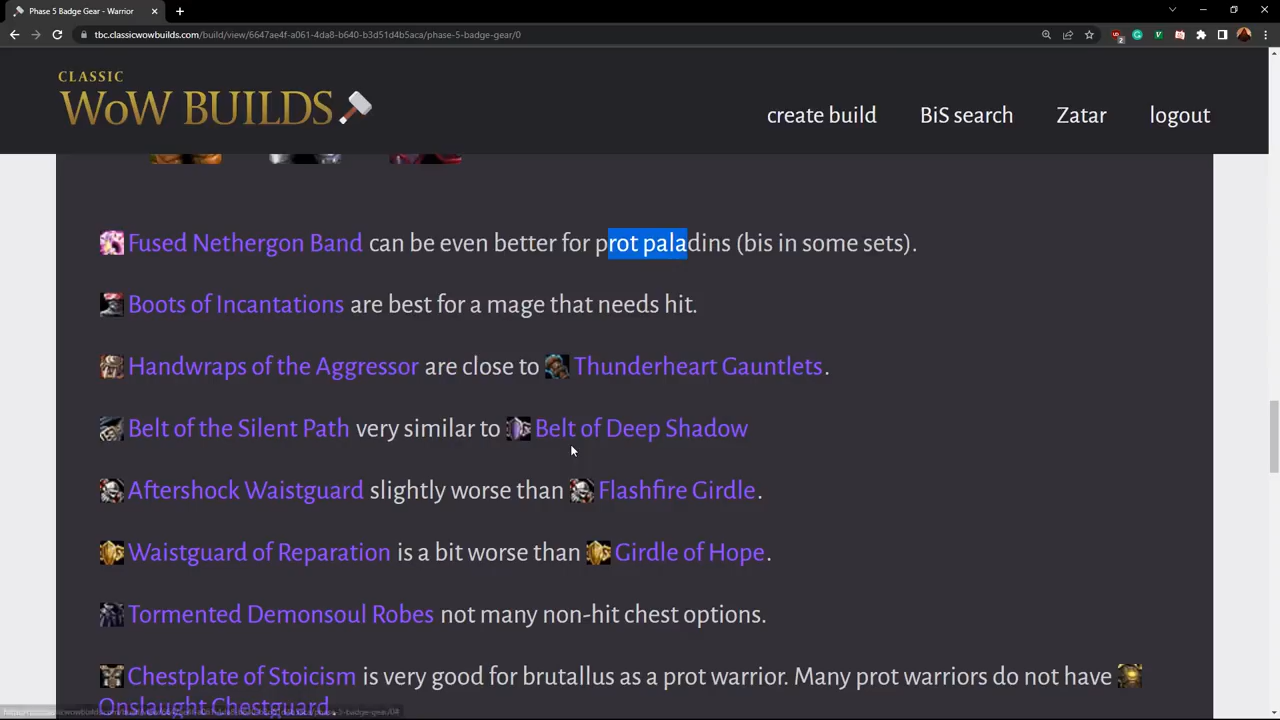 Phase 5 Badge Gear - Warrior
tbc.classicwowbuilds.com/build/view/6647ae4f-a061-4da8-b640-b3d51d4b5aca/phase-5-badge-gear/0
CLASSIC
WoW BUILDS
create build
BiS search
Zatar
logout
Fused Nethergon Band can be even better for prot paladins (bis in some sets).
Boots of Incantations are best for a mage that needs hit.
Handwraps of the Aggressor are close to Thunderheart Gauntlets.
Belt of the Silent Path very similar to Belt of Deep Shadow
Aftershock Waistguard slightly worse than Flashfire Girdle.
Waistguard of Reparation is a bit worse than Girdle of Hope.
Tormented Demonsoul Robes not many non-hit chest options.
Chestplate of Stoicism is very good for brutallus as a prot warrior. Many prot warriors do not have
Onslaught Chestguard.